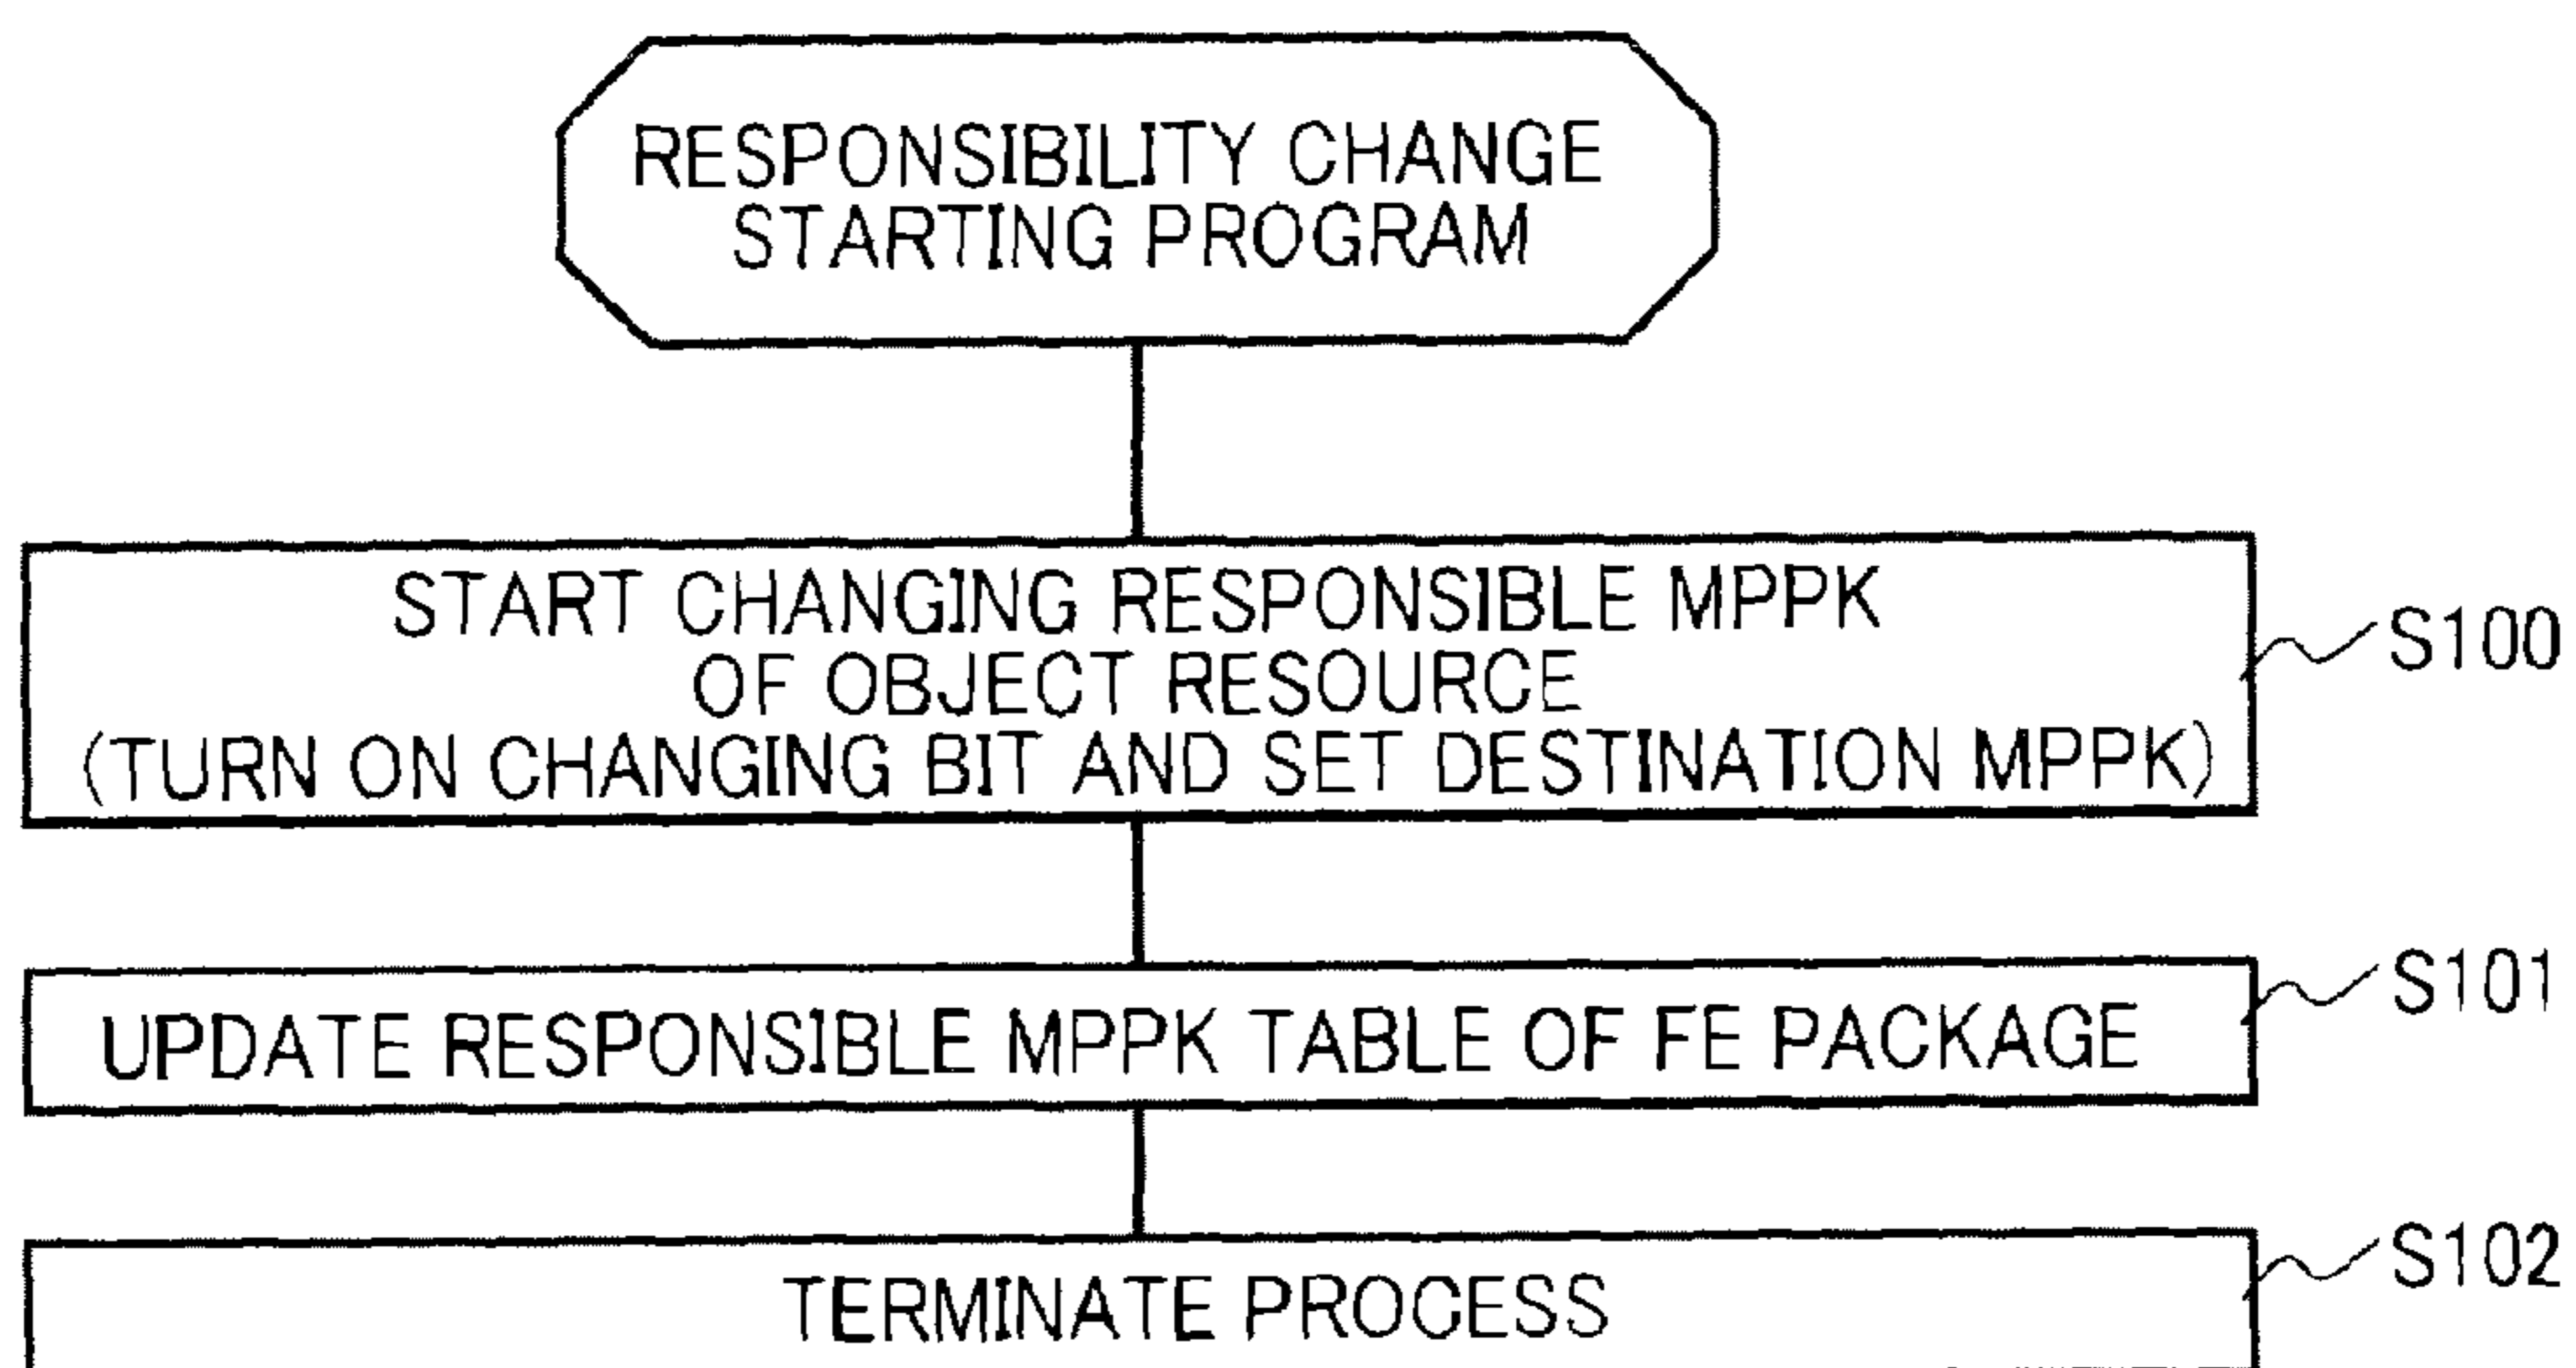 RESPONSIBILITY CHANGE
STARTING PROGRAM
START CHANGING RESPONSIBLE MPPK
OF OBJECT RESOURCE
(TURN ON CHANGING BIT AND SET DESTINATION MPPK)
S100
UPDATE RESPONSIBLE MPPK TABLE OF FE PACKAGE
S101
TERMINATE PROCESS
S102